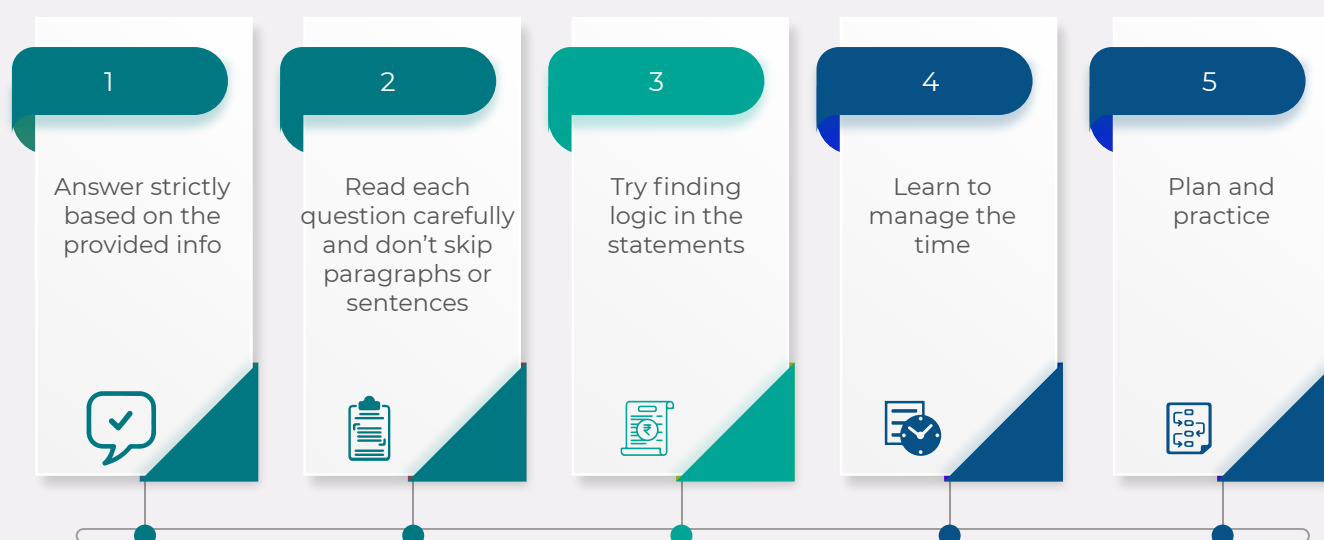 1
Answer strictly
based on the
provided info
2
Read each
question carefully
and don’t skip
paragraphs or
sentences
3
Try finding
logic in the
statements
₹
4
Learn to
manage the
time
5
Plan and
practice